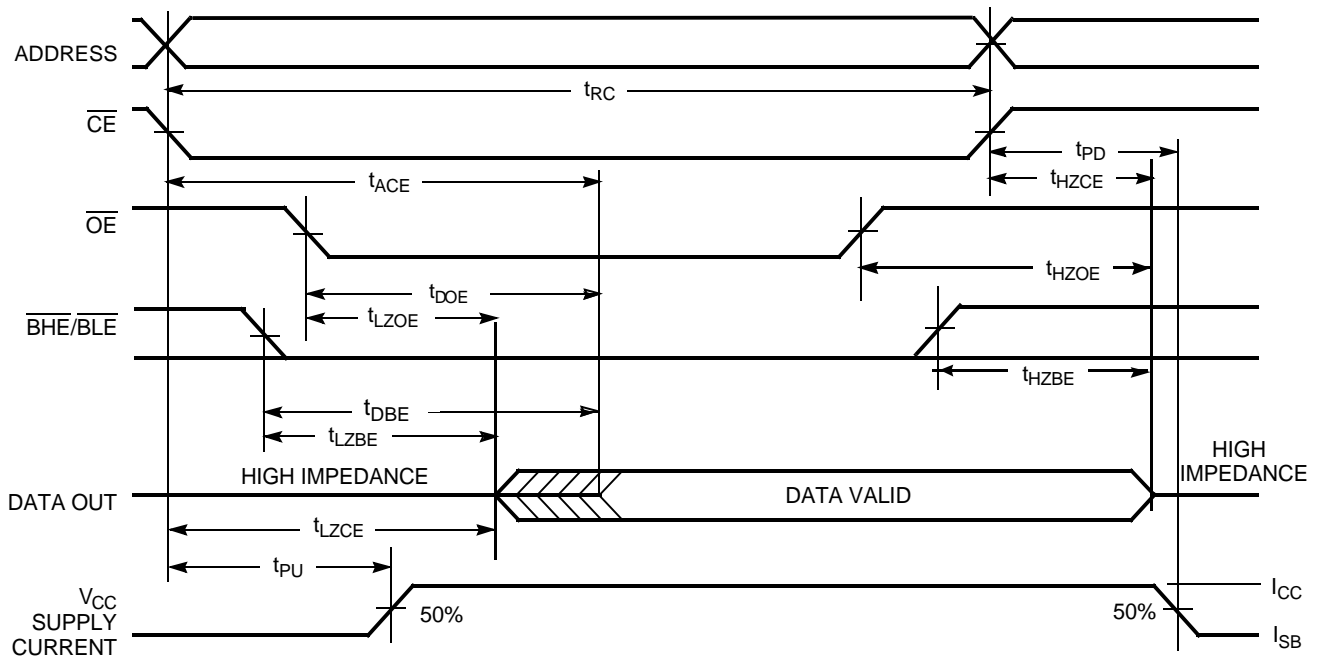 ADDRESS
tRC
CE
tPD
tACE
tHZCE
OE
tHZOE
tDOE
BHE/BLE
tLZOE
tHZBE
tDBE
tLZBE
HIGH IMPEDANCE
HIGH
IMPEDANCE
DATA OUT
DATA VALID
tLZCE
tPU
VCC
SUPPLY
CURRENT
50%
50%
ICC
ISB